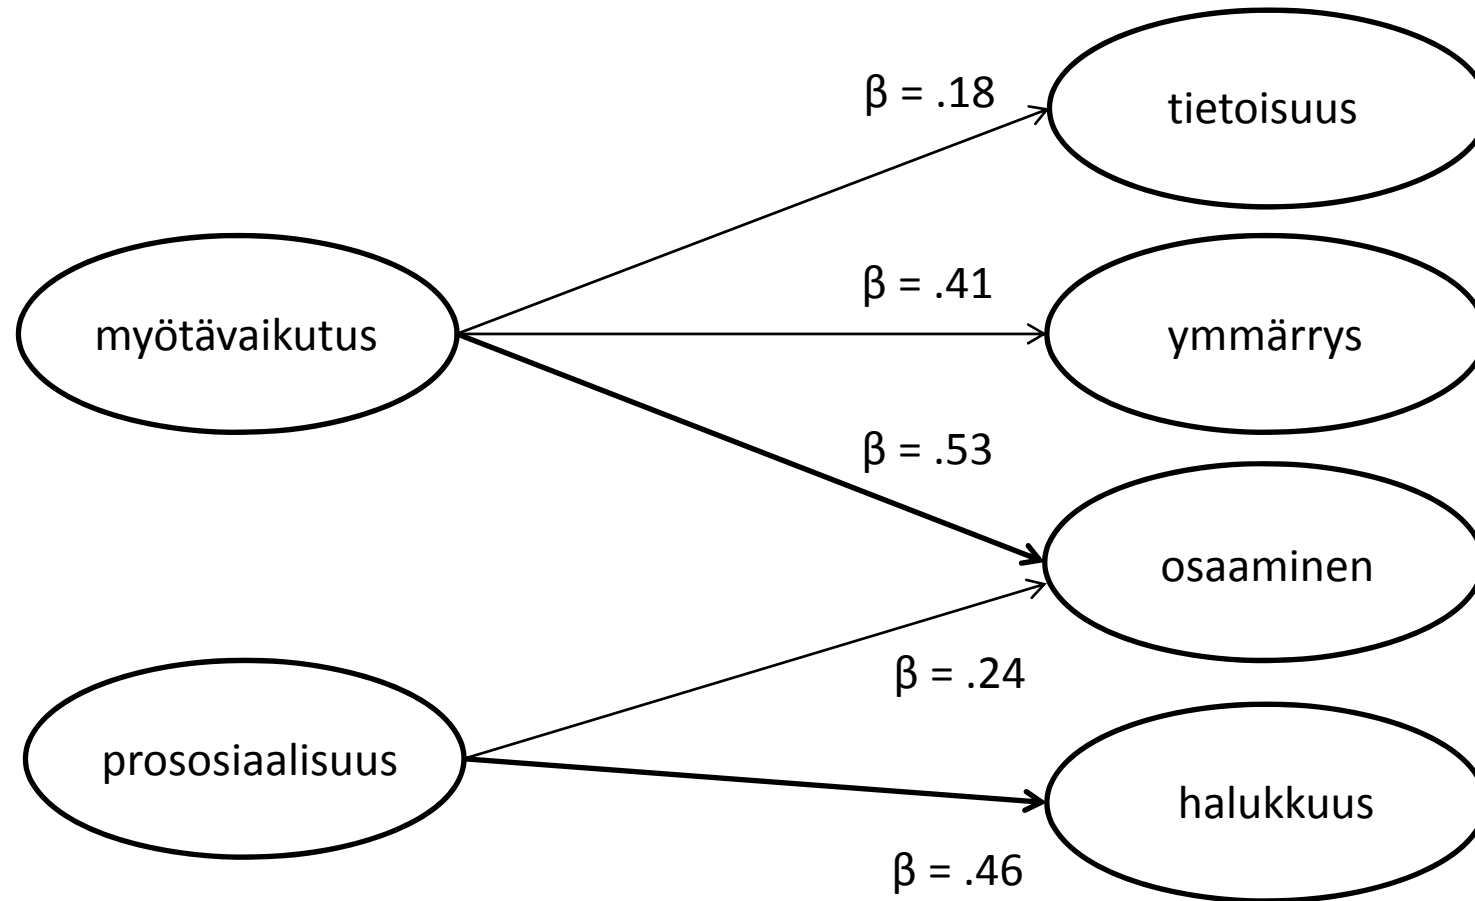 β = .18
tietoisuus
β = .41
myötävaikutus
ymmärrys
β = .53
osaaminen
β = .24
prososiaalisuus
halukkuus
β = .46